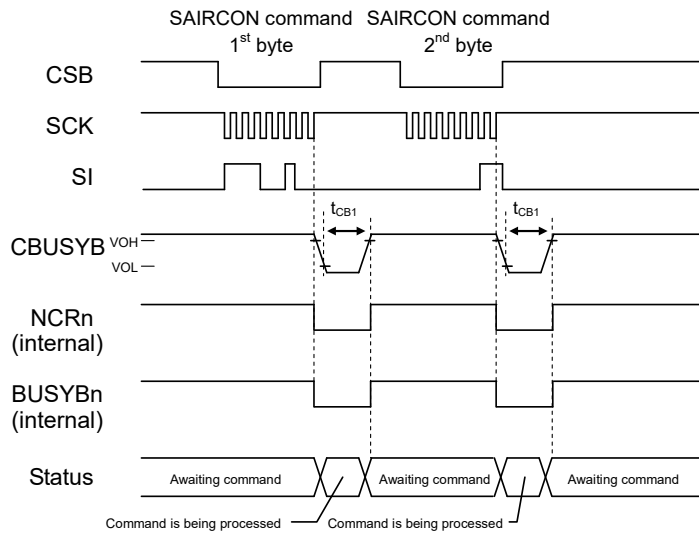 SAIRCON command SAIRCON command
1st byte 2nd byte
CSB
SCK
SI
tCB1 tCB1
CBUSYB VOH
VOL
NCRn
(internal)
BUSYBn
(internal)
Status Awaiting command Awaiting command Awaiting command
Command is being processed Command is being processed